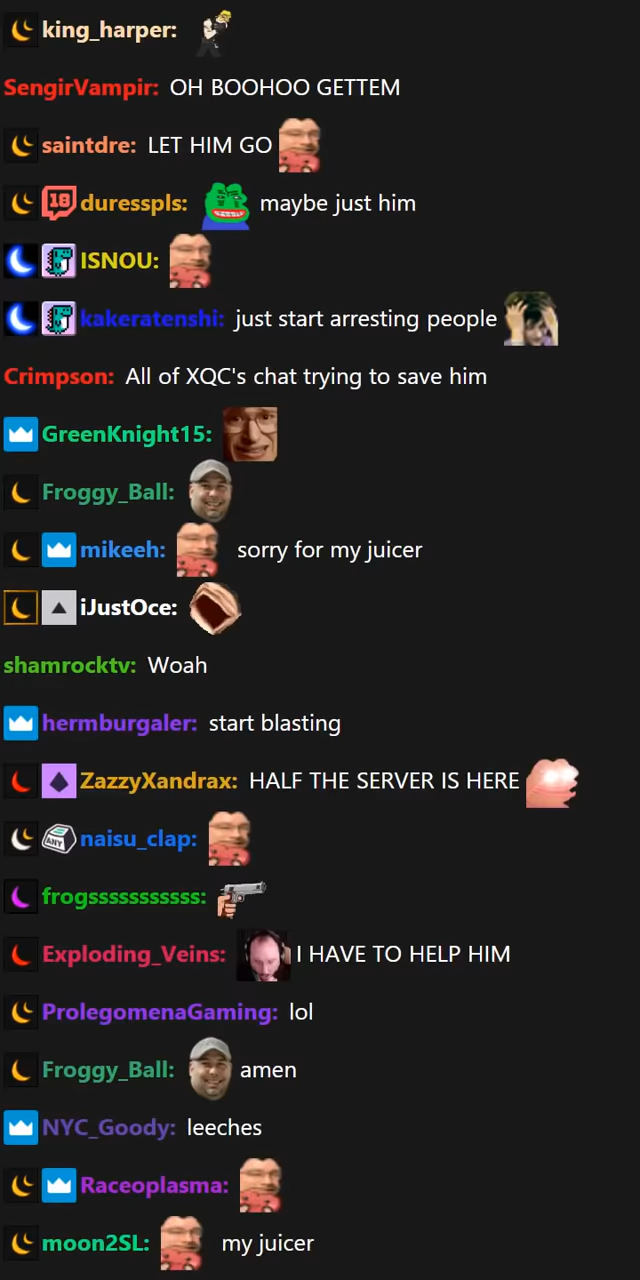 king_harper:
SengirVampir: OH BOOHOO GETTEM
saintdre: LET HIM GO
18 duresspls: maybe just him
ISNOU:
kakeratenshi: just start arresting people
Crimpson: All of XQC's chat trying to save him
GreenKnight15:
Froggy_Ball:
mikeeh: sorry for my juicer
iJustOce:
shamrocktv: Woah
hermburgaler: start blasting
ZazzyXandrax: HALF THE SERVER IS HERE
ANY naisu_clap:
frogsssssssssss:
Exploding_Veins: I HAVE TO HELP HIM
ProlegomenaGaming: lol
Froggy_Ball: amen
NYC_Goody: leeches
Raceoplasma:
moon2SL: my juicer